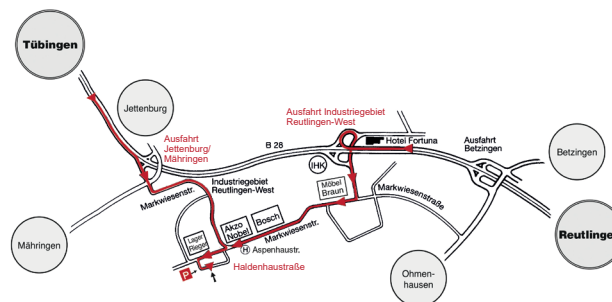 Tübingen
Jettenburg
Ausfahrt
Jettenburg/
Mähringen
Ausfahrt Industriegebiet
Reutlingen-West
B 28
Hotel Fortuna
Ausfahrt
Betzingen
Betzingen
IHK
Industriegebiet
Reutlingen-West
Markwiesenstr.
Möbel
Braun
Markwiesenstraße
Reutlinge
Mähringen
Lager
Rieger
Akzo
Nobel
Bosch
Markwiesenstr.
H Aspenhaustr.
Haldenhaustraße
P
Ohmen-
hausen